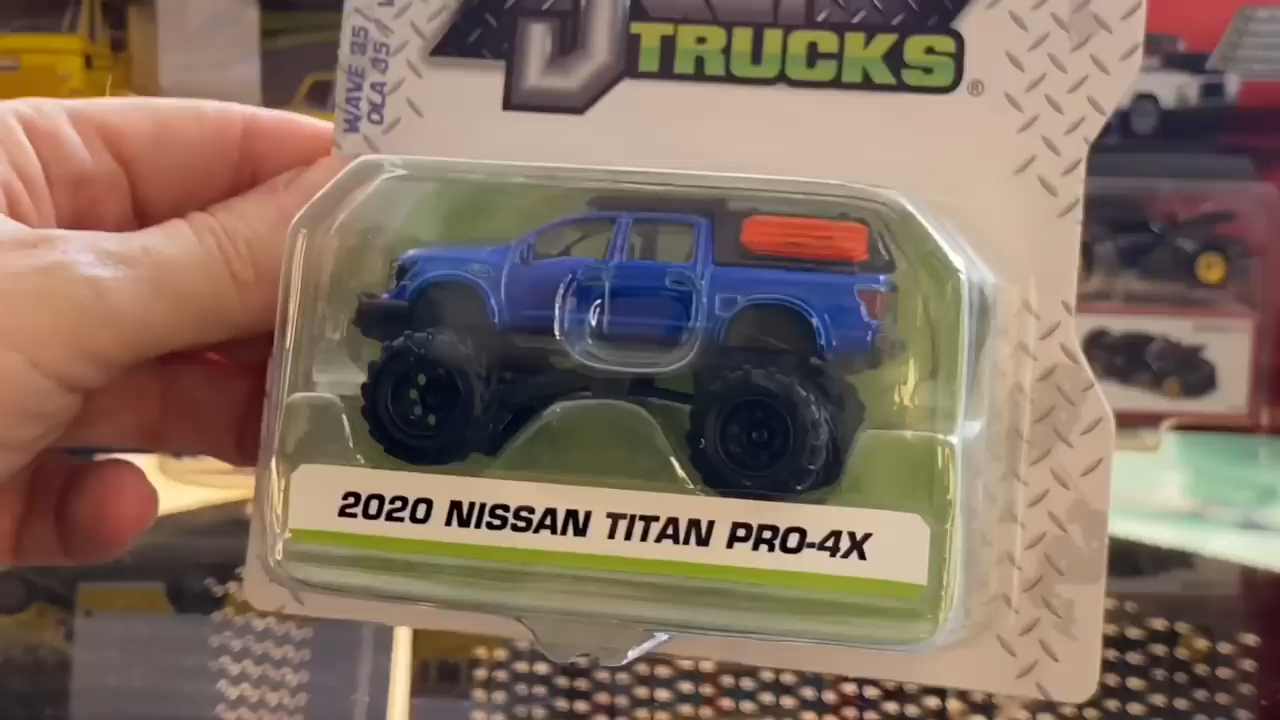 WAVE 35 /
OLA 35 /
TRUCKS
®
2020 NISSAN TITAN PRO-4X